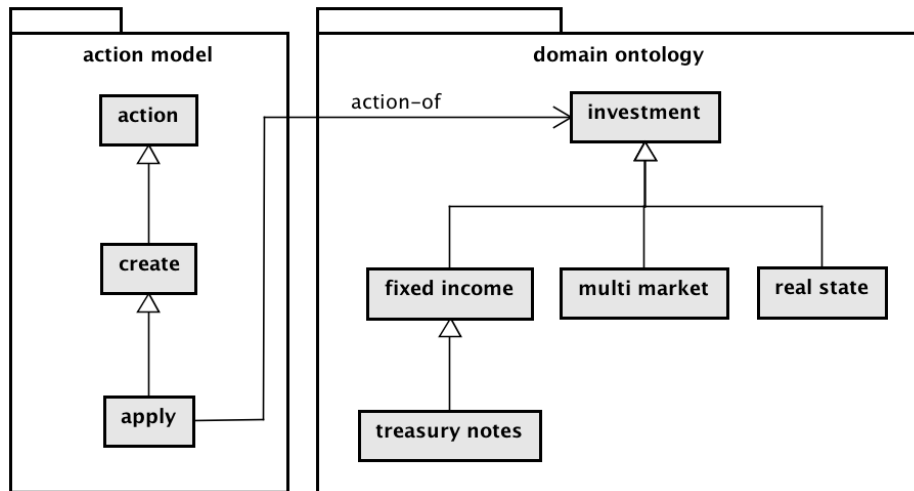 action model
domain ontology
action-of
action
investment
create
fixed income
multi market
real state
apply
treasury notes